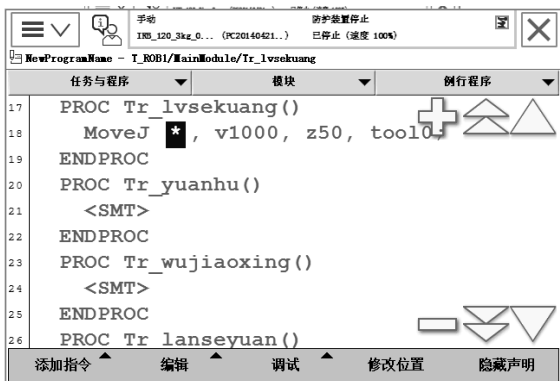 手动
防护装置停止
IRB_120_3kg_0... (PC20140421..)
已停止 (速度 100%)
NewProgramName - T_ROB1/MainModule/Tr_lvsekuang
任务与程序
模块
例行程序
17 PROC Tr_lvsekuang()
18 MoveJ *, v1000, z50, tool0;
19 ENDPROC
20 PROC Tr_yuanhu()
21 <SMT>
22 ENDPROC
23 PROC Tr_wujiaoxing()
24 <SMT>
25 ENDPROC
26 PROC Tr_lanseyuan()
添加指令
编辑
调试
修改位置
隐藏声明